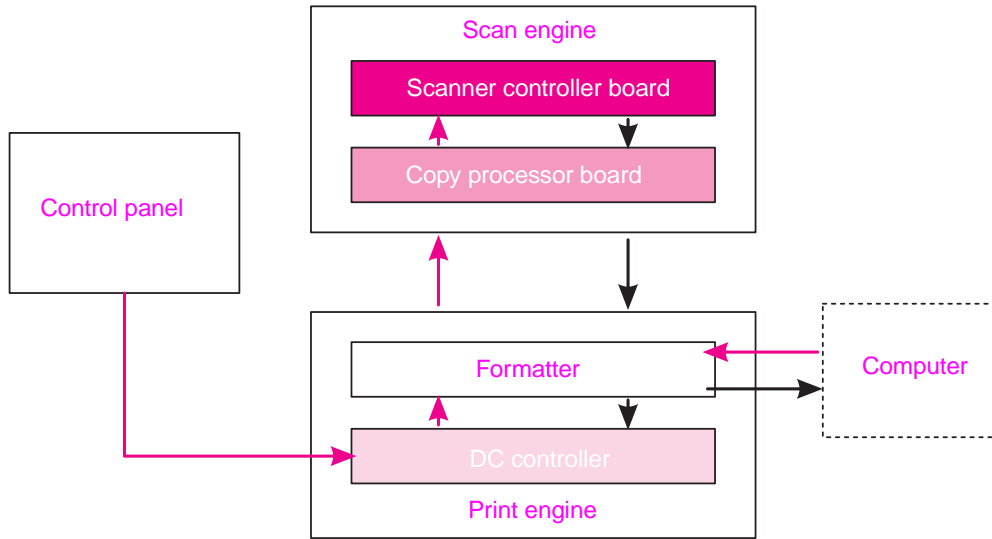 Scan engine
Scanner controller board
Copy processor board
Control panel
Formatter
Computer
DC controller
Print engine